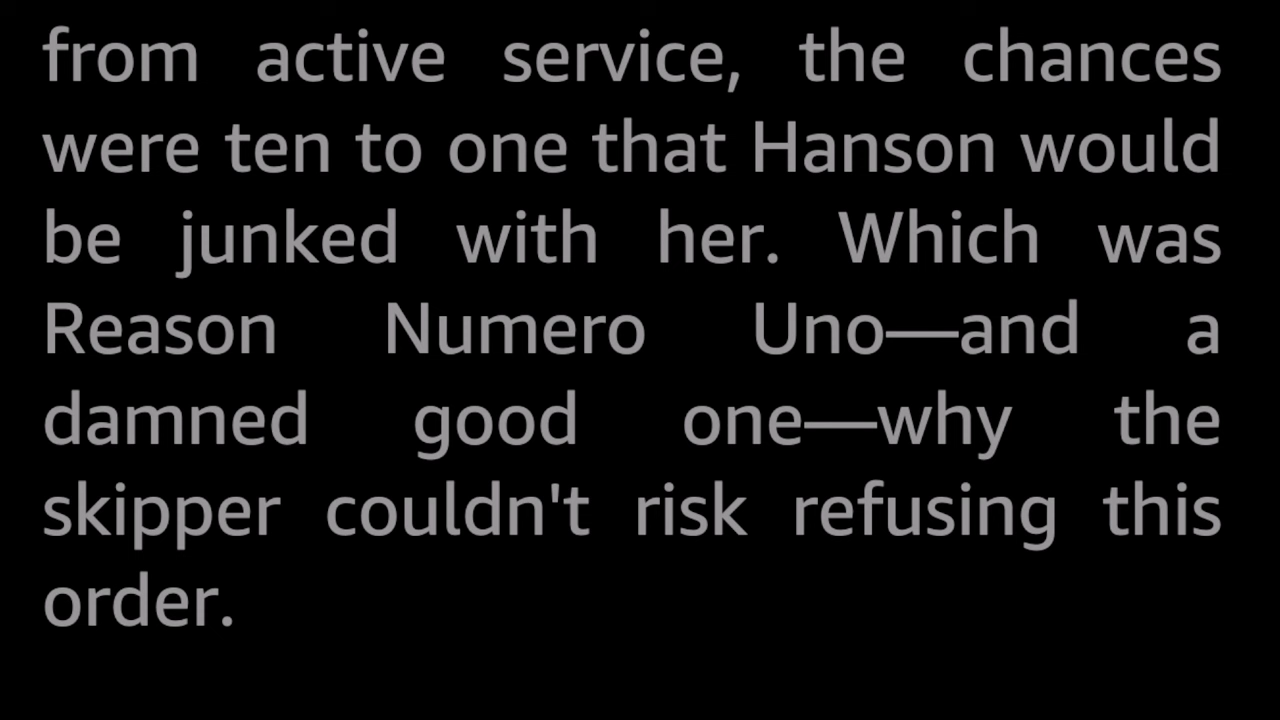 from active service, the chances
were ten to one that Hanson would
be junked with her. Which was
Reason Numero Uno—and a
damned good one—why the
skipper couldn't risk refusing this
order.